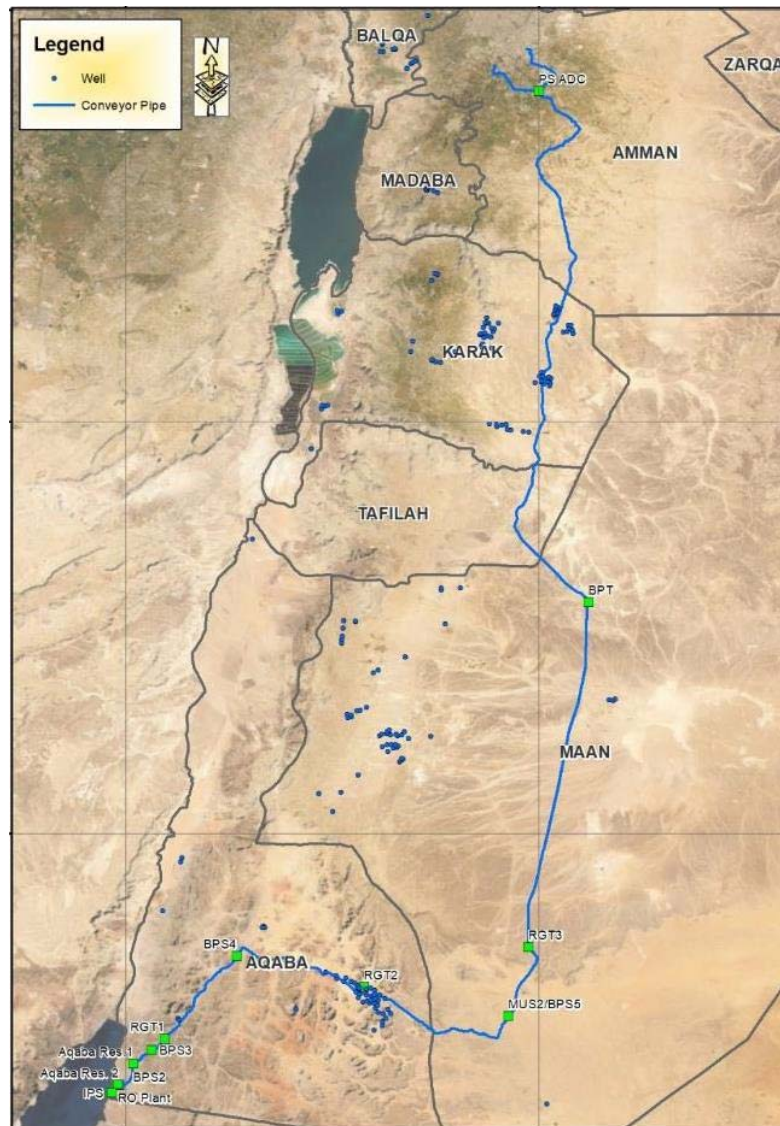 Legend
Well
Conveyor Pipe
N
BALQA
ZARQA
PS ADC
AMMAN
MADABA
KARAK
TAFILAH
BPT
MAAN
RGT3
BPS4
AQABA
RGT2
MUS2/BPS5
RGT1
BPS3
Aqaba Res.1
BPS2
Aqaba Res. 2
IPS
RO Plant